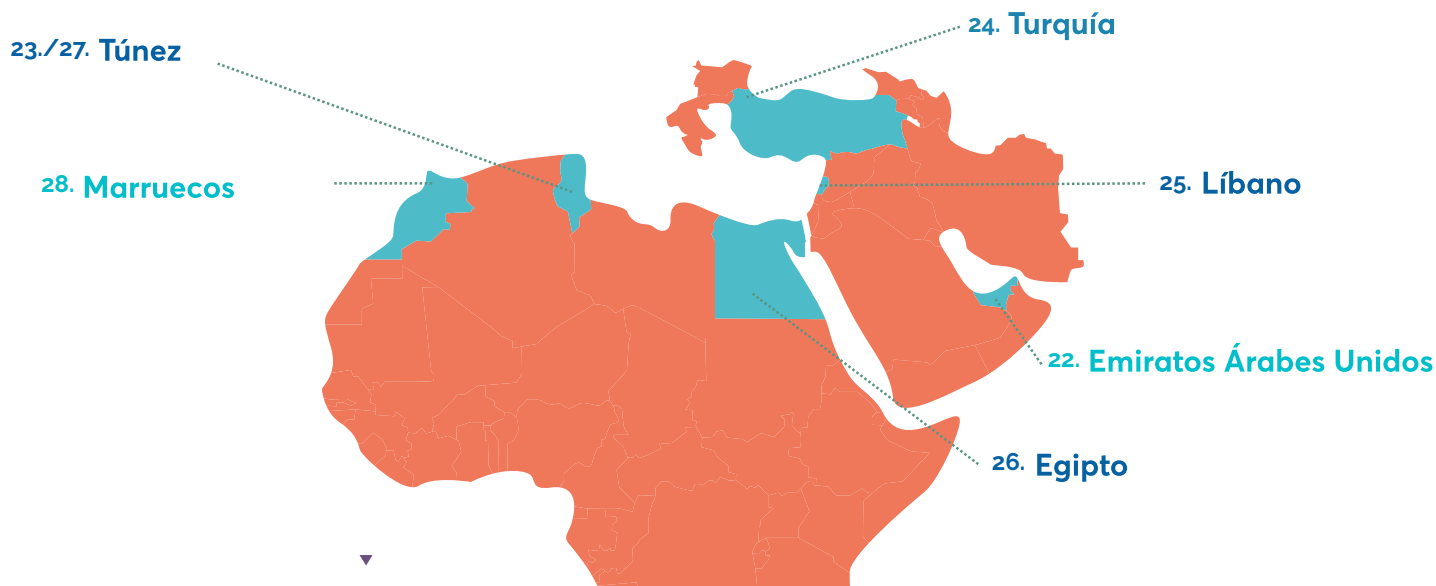 24. Turquía
23./27. Túnez
28. Marruecos
25. Líbano
22. Emiratos Árabes Unidos
26. Egipto